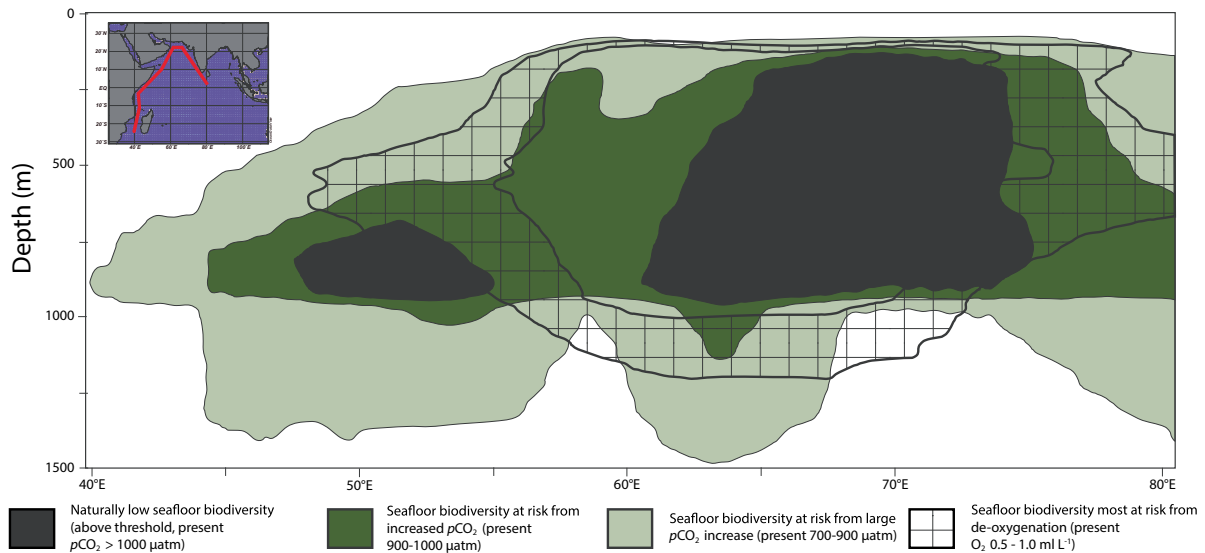 0
500
1000
1500
Depth (m)
30°N
20°N
10°N
EQ
10°S
20°S
30°S
40°E
60°E
80°E
100°E
40°E
50°E
60°E
70°E
80°E
Naturally low seafloor biodiversity
(above threshold, present
pCO₂ > 1000 μatm)
Seafloor biodiversity at risk from
increased pCO₂ (present
900-1000 μatm)
Seafloor biodiversity at risk from large
pCO₂ increase (present 700-900 μatm)
Seafloor biodiversity most at risk from
de-oxygenation (present
O₂ 0.5 - 1.0 ml L⁻¹)